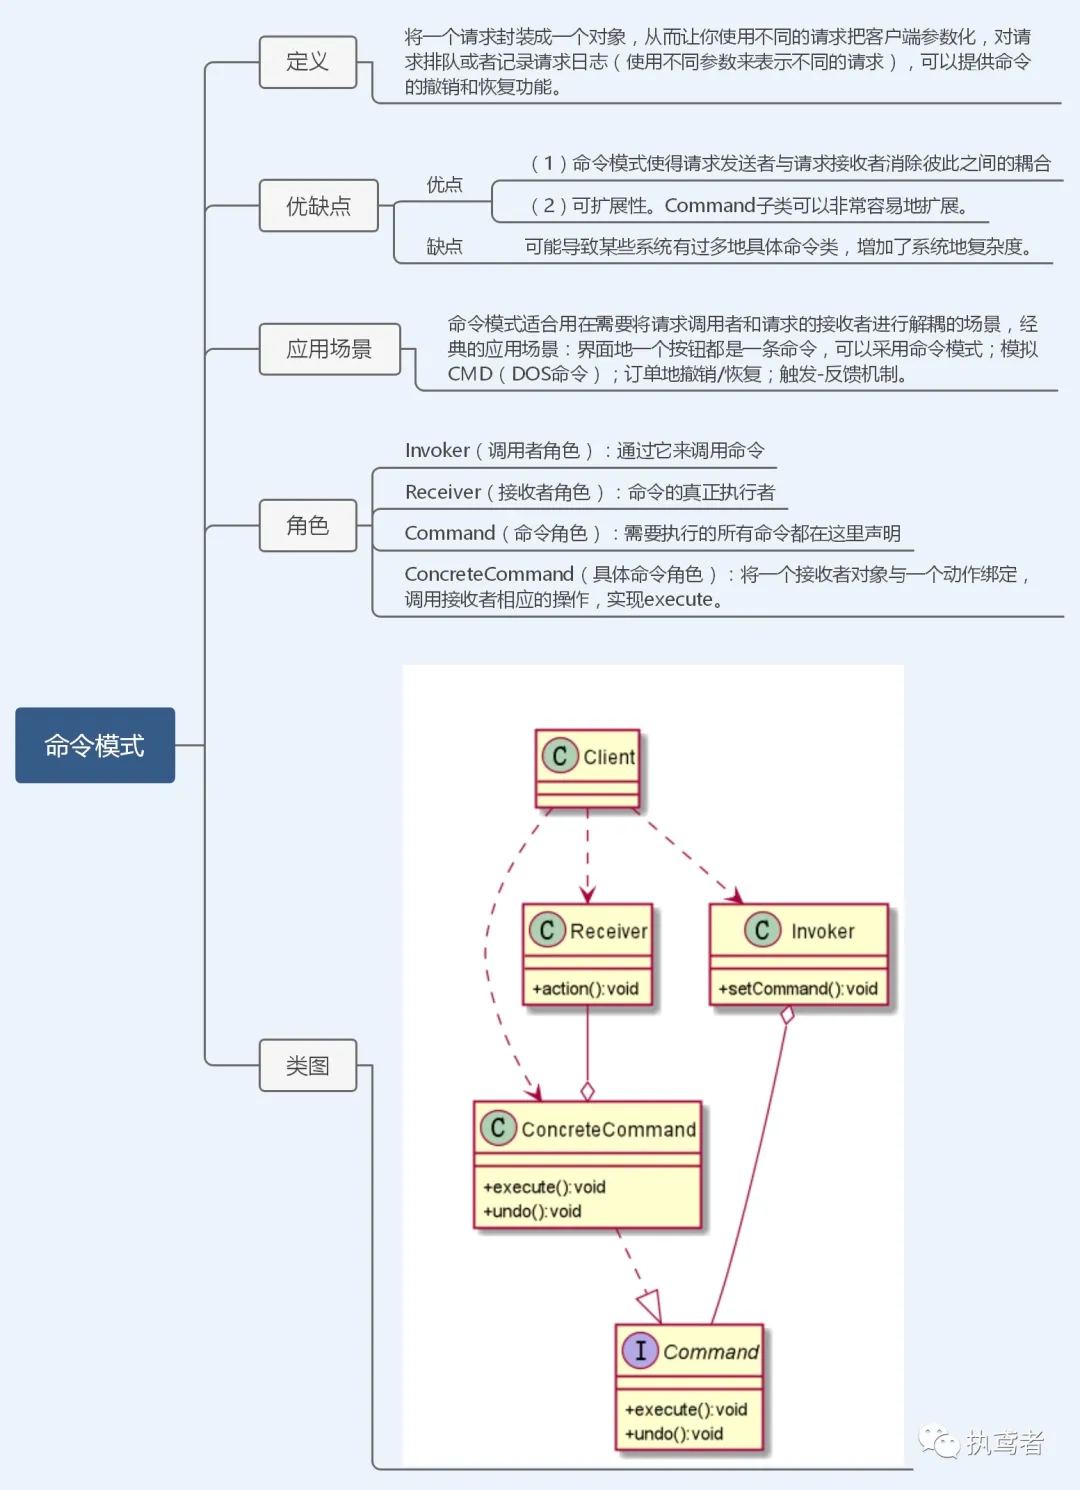 定义
将一个请求封装成一个对象，从而让你使用不同的请求把客户端参数化，对请
求排队或者记录请求日志（使用不同参数来表示不同的请求），可以提供命令
的撤销和恢复功能。
优缺点
优点
（1）命令模式使得请求发送者与请求接收者消除彼此之间的耦合
（2）可扩展性。Command子类可以非常容易地扩展。
缺点
可能导致某些系统有过多地具体命令类，增加了系统地复杂度。
应用场景
命令模式适合用在需要将请求调用者和请求的接收者进行解耦的场景，经
典的应用场景：界面地一个按钮都是一条命令，可以采用命令模式；模拟
CMD（DOS命令）；订单地撤销/恢复；触发-反馈机制。
角色
Invoker（调用者角色）：通过它来调用命令
Receiver（接收者角色）：命令的真正执行者
Command（命令角色）：需要执行的所有命令都在这里声明
ConcreteCommand（具体命令角色）：将一个接收者对象与一个动作绑定，
调用接收者相应的操作，实现execute。
命令模式
类图
C Client
C Receiver
+action():void
C Invoker
+setCommand():void
C ConcreteCommand
+execute():void
+undo():void
I Command
+execute():void
+undo():void
执鸢者